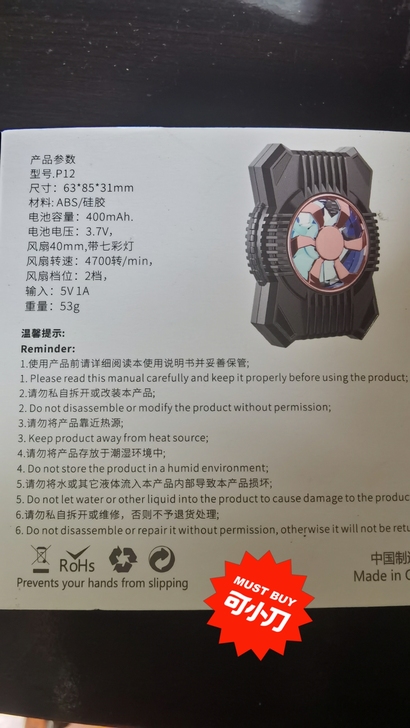 产品参数
型号.P12
尺寸：63*85*31mm
材料: ABS/硅胶
电池容量：400mAh.
电池电压：3.7V，
风扇40mm,带七彩灯
风扇转速：4700转/min，
风扇档位：2档，
输入：5V 1A
重量：53g
温馨提示:
Reminder:
1.使用产品前请详细阅读本使用说明书并妥善保管;
1. Please read this manual carefully and keep it properly before using the product;
2.请勿私自拆开或改装本产品;
2. Do not disassemble or modify the product without permission;
3.请勿将产品靠近热源;
3. Keep product away from heat source;
4.请勿将产品存放于潮湿环境中;
4. Do not store the product in a humid environment;
5.请勿将水或其它液体流入本产品内部导致本产品损坏;
5. Do not let water or other liquid into the product to cause damage to the produc
6.请勿私自拆开或维修，否则不予退货处理;
6. Do not disassemble or repair it without permission, otherwise it will not be retu
RoHs
中国制造
Prevents your hands from slipping
Made in C
MUST BUY
可小刀